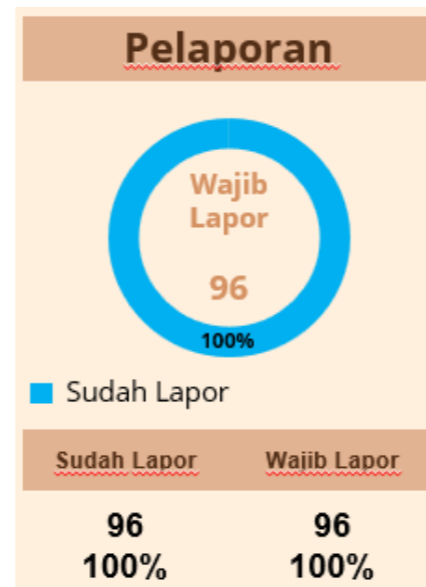 Pelaporan
Wajib
Lapor
96
100%
Sudah Lapor
Sudah Lapor Wajib Lapor
96 96
100% 100%